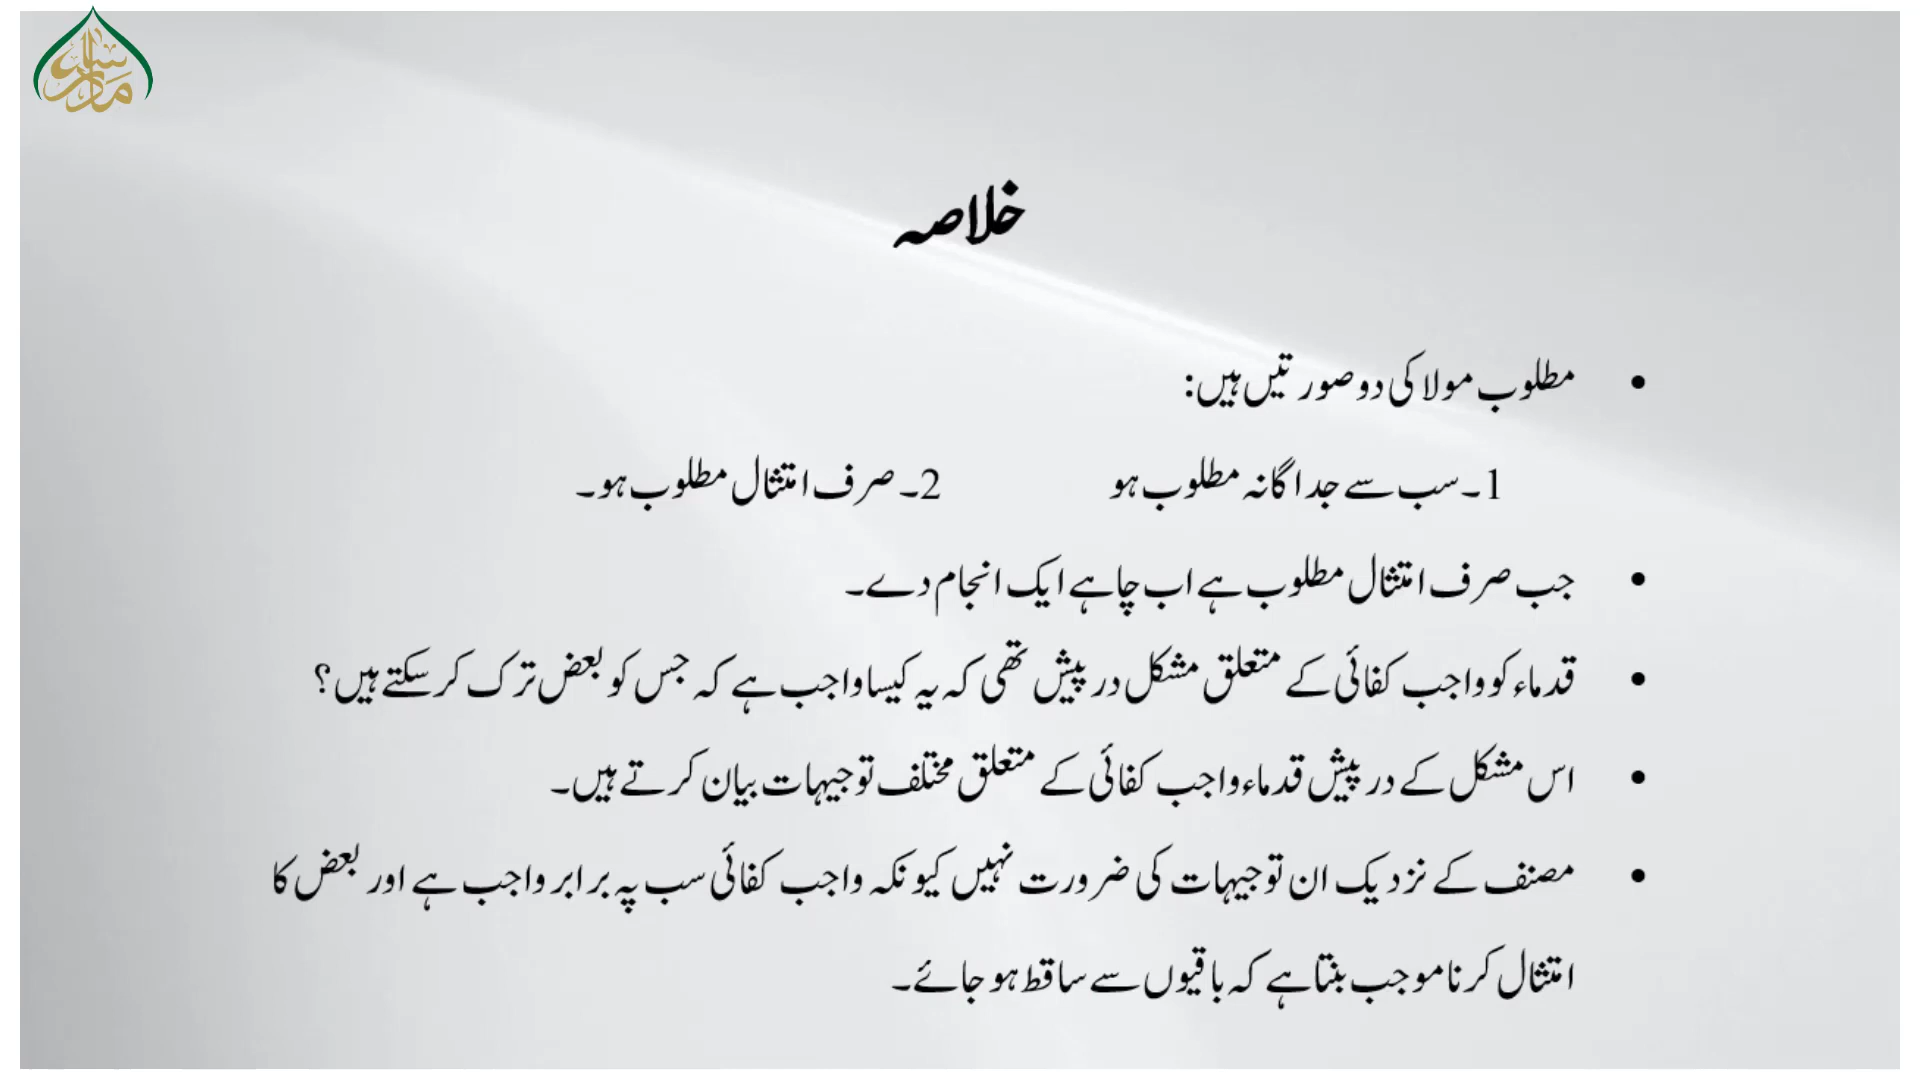 خلاصہ
مطلوب مولا کی دو صورتیں ہیں:
1۔ سب سے جداگانہ مطلوب ہو 2۔ صرف امتثال مطلوب ہو۔
جب صرف امتثال مطلوب ہے اب چاہے ایک انجام دے۔
قدماء کو واجب کفائی کے متعلق مشکل درپیش تھی کہ یہ کیسا واجب ہے کہ جس کو بعض ترک کر سکتے ہیں؟
اس مشکل کے درپیش قدماء واجب کفائی کے متعلق مختلف توجیہات بیان کرتے ہیں۔
مصنف کے نزدیک ان توجیہات کی ضرورت نہیں کیونکہ واجب کفائی سب پہ برابر واجب ہے اور بعض کا
امتثال کرنا موجب بنتا ہے کہ باقیوں سے ساقط ہو جائے۔